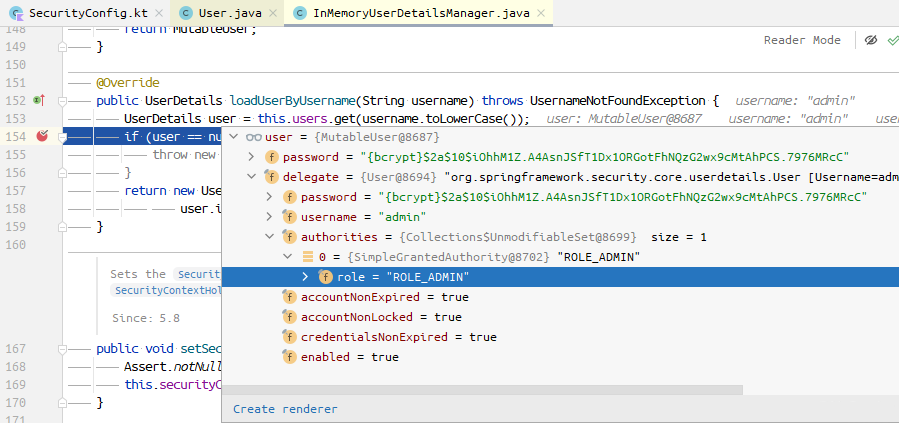 SecurityConfig.kt
User.java
InMemoryUserDetailsManager.java
Reader Mode
148 return MutableUser;
149 }
150
151 @Override
152 public UserDetails loadUserByUsername(String username) throws UsernameNotFoundException { username: "admin"
153 UserDetails user = this.users.get(username.toLowerCase()); user: MutableUser@8687 username: "admin" user
154 if (user == nu
155 throw new
156 }
157 return new Use
158 user.i
159 }
160
Sets the Securit
SecurityContextHol
Since: 5.8
167 public void setSec
168 Assert.notNull
169 this.securityC
170 }
171
user = {MutableUser@8687}
password = "{bcrypt}$2a$10$iOhhM1Z.A4AsnJSfT1Dx1ORGotFhNQzG2wx9cMtAhPCS.7976MRcC"
delegate = {User@8694} "org.springframework.security.core.userdetails.User [Username=adm
password = "{bcrypt}$2a$10$iOhhM1Z.A4AsnJSfT1Dx1ORGotFhNQzG2wx9cMtAhPCS.7976MRcC"
username = "admin"
authorities = {Collections$UnmodifiableSet@8699} size = 1
0 = {SimpleGrantedAuthority@8702} "ROLE_ADMIN"
role = "ROLE_ADMIN"
accountNonExpired = true
accountNonLocked = true
credentialsNonExpired = true
enabled = true
Create renderer